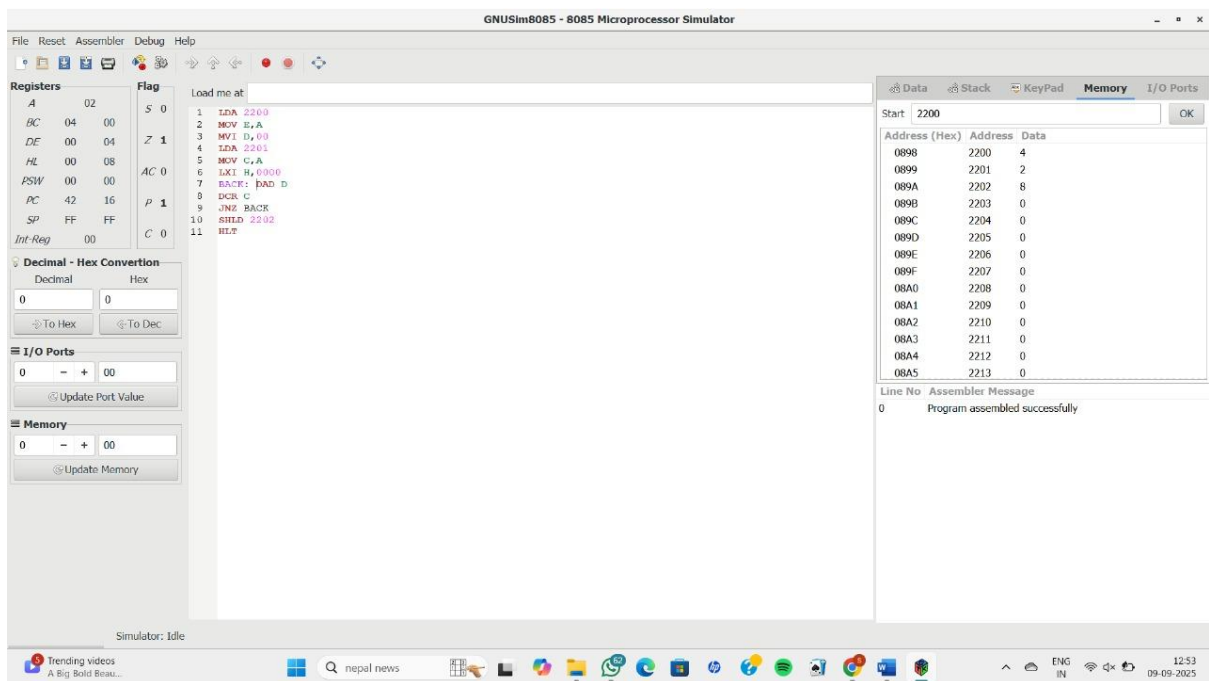 GNUSim8085 - 8085 Microprocessor Simulator
File Reset Assembler Debug Help
Registers
A 02
BC 04 00
DE 00 04
HL 00 08
PSW 00 00
PC 42 16
SP FF FF
Int-Reg 00
Flag
S 0
Z 1
AC 0
P 1
C 0
Decimal - Hex Convertion
Decimal Hex
0 0
To Hex To Dec
I/O Ports
0 - + 00
Update Port Value
Memory
0 - + 00
Update Memory
Load me at
1 LDA 2200
2 MOV E,A
3 MVI D,00
4 LDA 2201
5 MOV C,A
6 LXI H,0000
7 BACK: DAD D
8 DCR C
9 JNZ BACK
10 SHLD 2202
11 HLT
Data Stack KeyPad Memory I/O Ports
Start 2200 OK
Address (Hex) Address Data
0898 2200 4
0899 2201 2
089A 2202 8
089B 2203 0
089C 2204 0
089D 2205 0
089E 2206 0
089F 2207 0
08A0 2208 0
08A1 2209 0
08A2 2210 0
08A3 2211 0
08A4 2212 0
08A5 2213 0
Line No Assembler Message
0 Program assembled successfully
Simulator: Idle
5 Trending videos
A Big Bold Beau...
nepal news
ENG
IN
12:53
09-09-2025